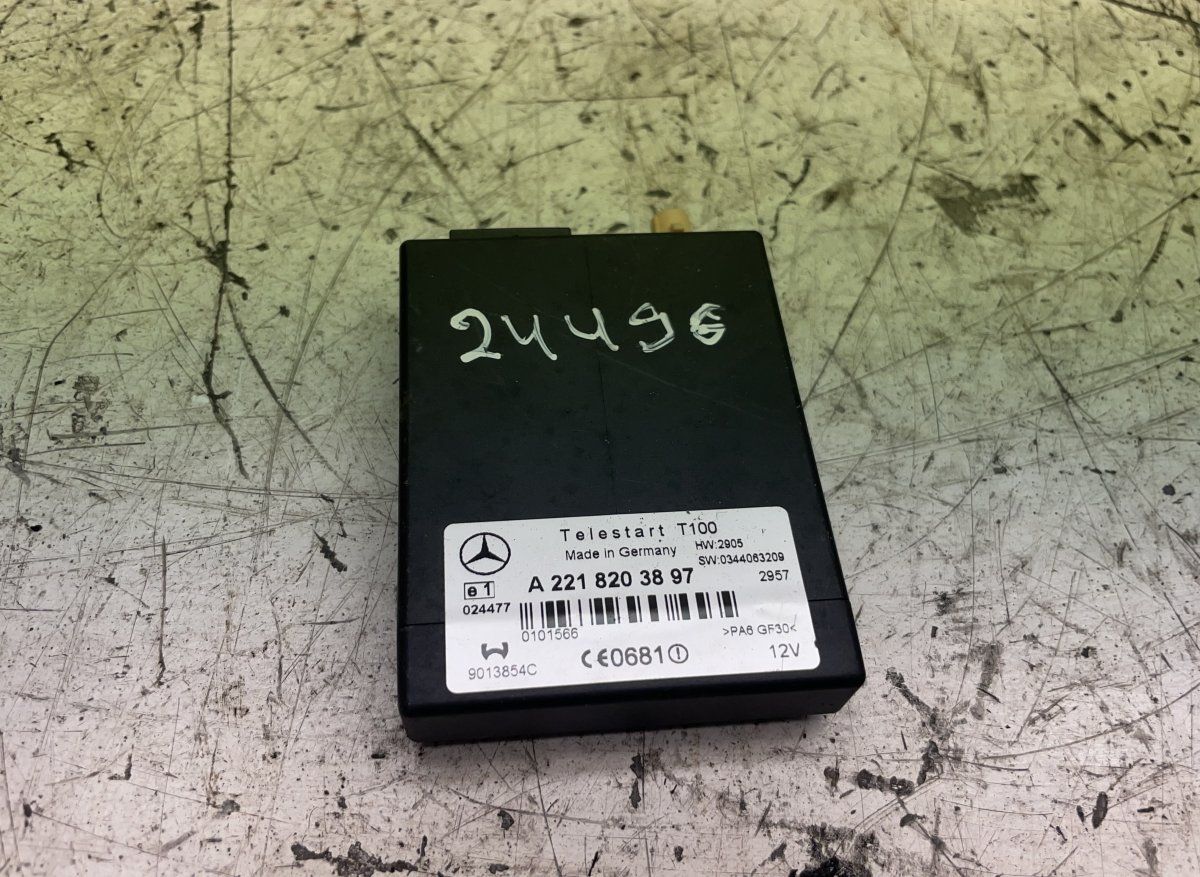 24496
Telestart T100
Made in Germany HW:2905
SW:0344063209
e1 A 221 820 38 97 2957
024477
0101566 >PA6 GF30<
9013854C CE0681 12V